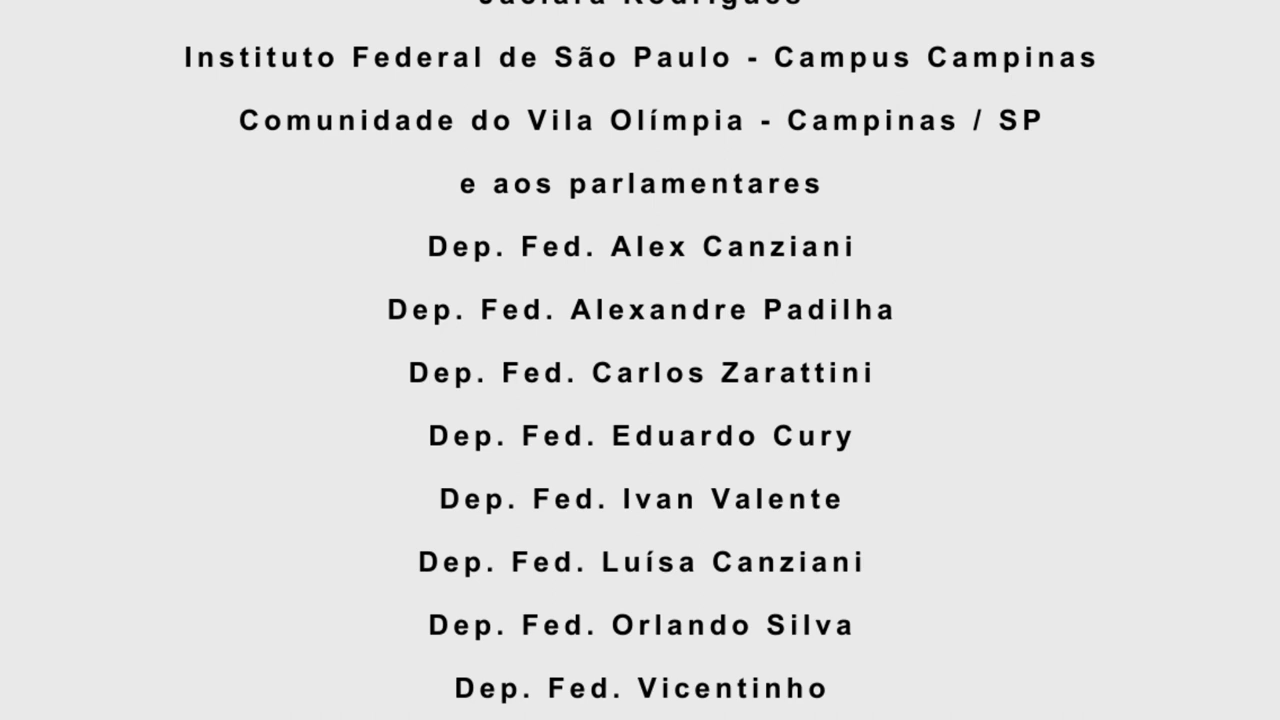 Rodrigues
Instituto Federal de São Paulo - Campus Campinas
Comunidade do Vila Olímpia - Campinas / SP
e aos parlamentares
Dep. Fed. Alex Canziani
Dep. Fed. Alexandre Padilha
Dep. Fed. Carlos Zarattini
Dep. Fed. Eduardo Cury
Dep. Fed. Ivan Valente
Dep. Fed. Luísa Canziani
Dep. Fed. Orlando Silva
Dep. Fed. Vicentinho